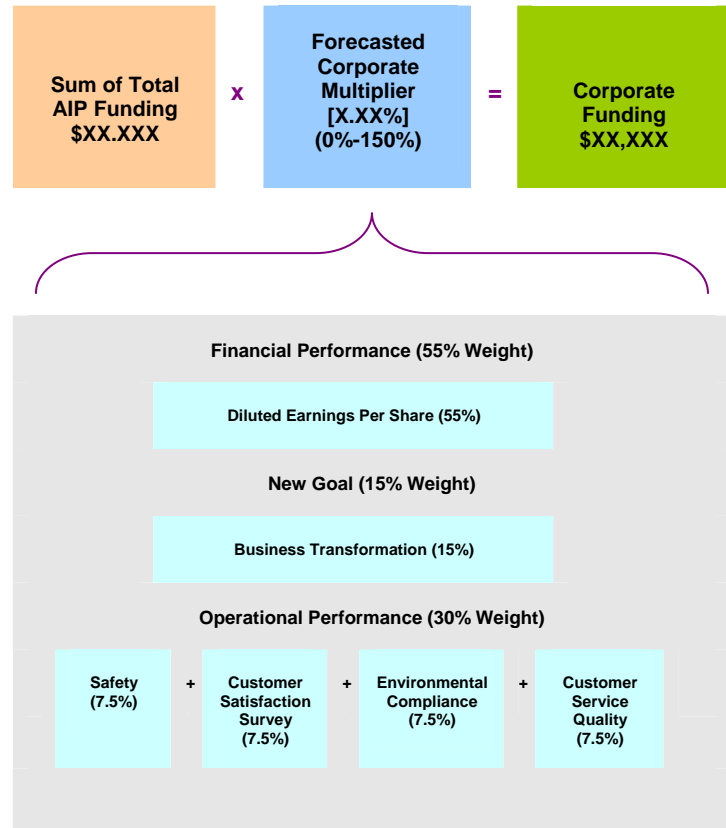 Sum of Total
AIP Funding
$XX.XXX
x
Forecasted
Corporate
Multiplier
[X.XX%]
(0%-150%)
=
Corporate
Funding
$XX,XXX
Financial Performance (55% Weight)
Diluted Earnings Per Share (55%)
New Goal (15% Weight)
Business Transformation (15%)
Operational Performance (30% Weight)
Safety
(7.5%)
+
Customer
Satisfaction
Survey
(7.5%)
+
Environmental
Compliance
(7.5%)
+
Customer
Service
Quality
(7.5%)